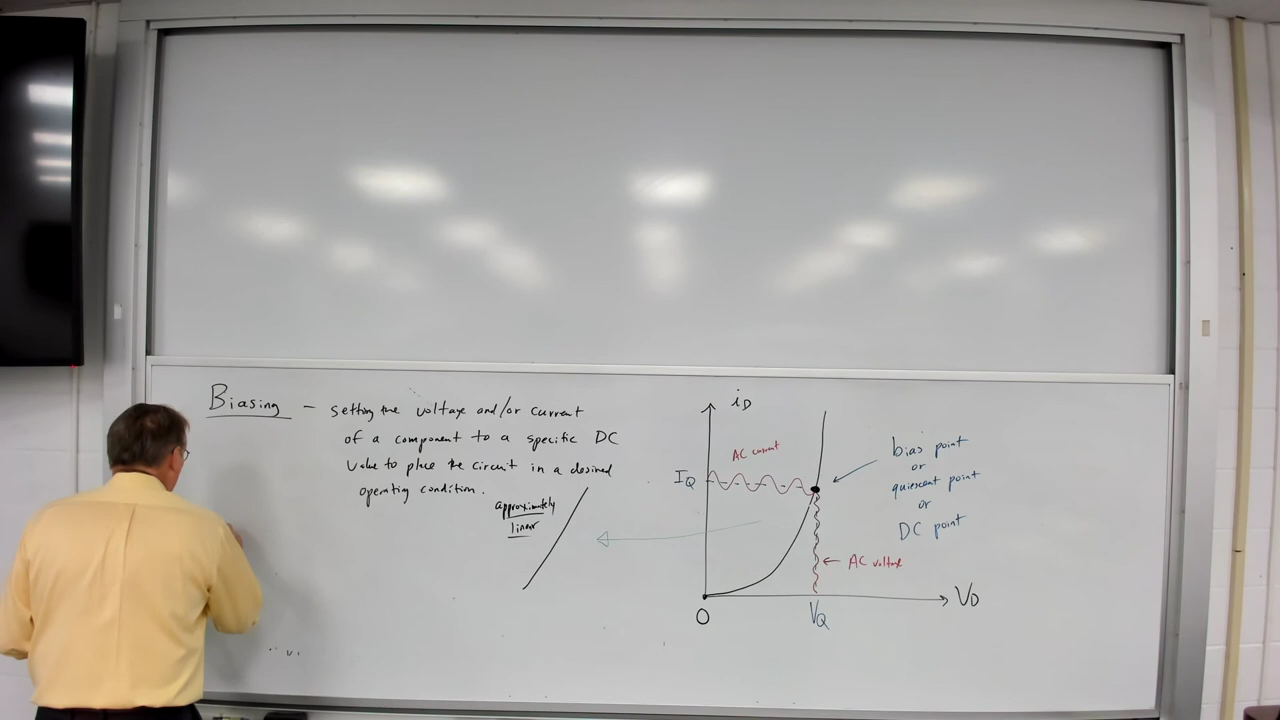 Biasing - setting the voltage and/or current
of a component to a specific DC
value to place the circuit in a desired
operating condition.
approximately
linear
iD
AC current
IQ
bias point
or
quiescent point
or
DC point
AC voltage
0
VQ
VD